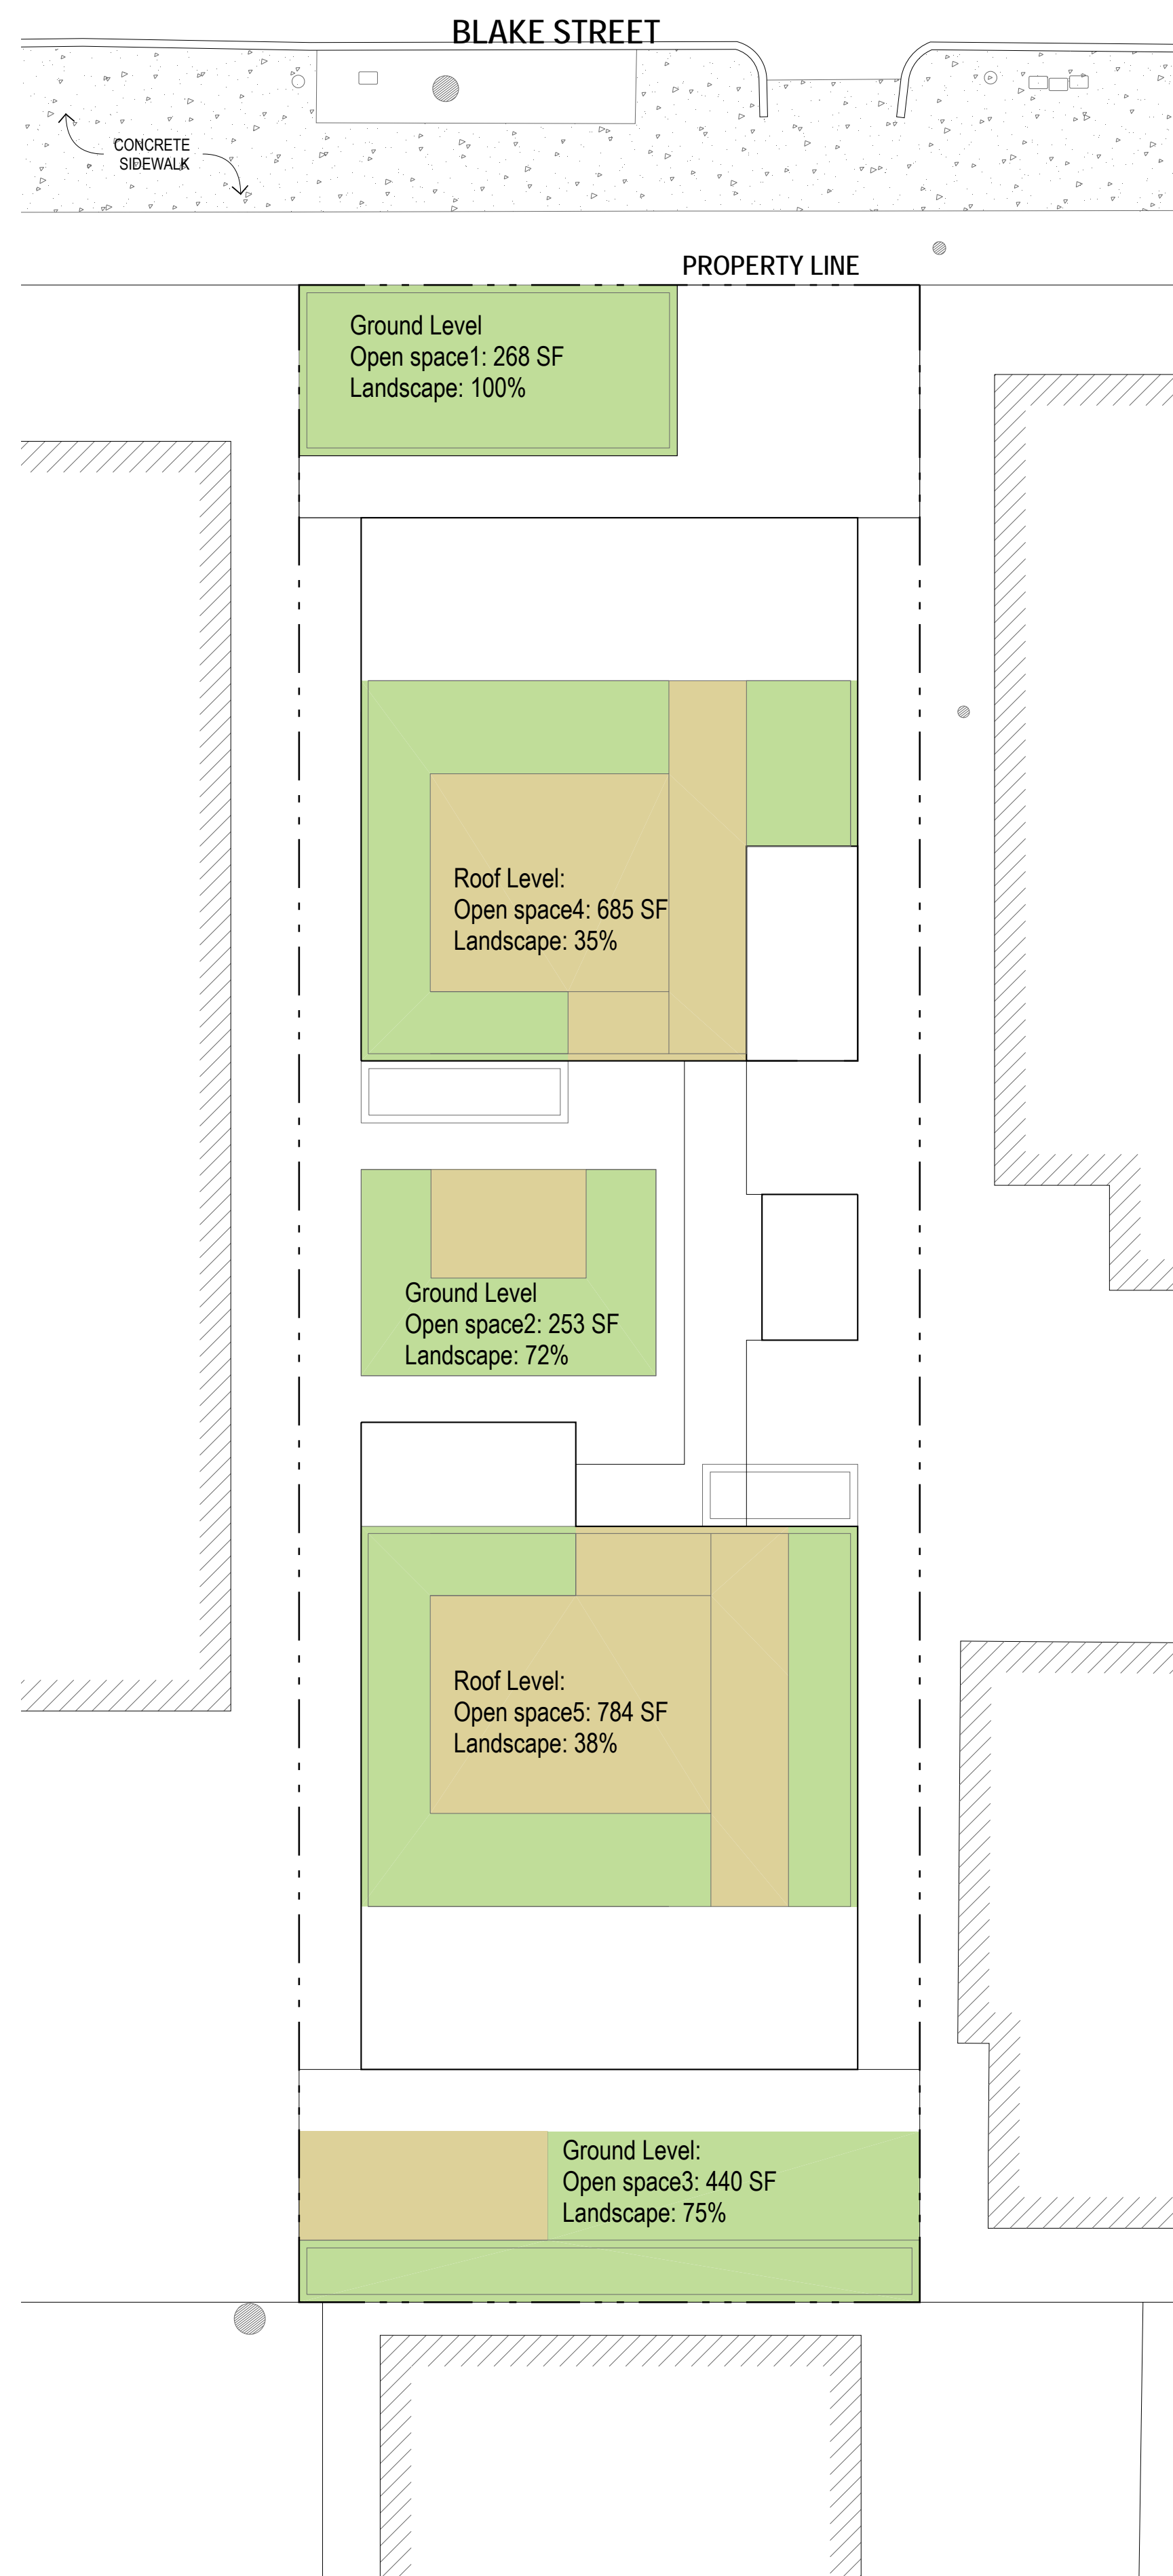 BLAKE STREET
CONCRETE
SIDEWALK
PROPERTY LINE
Ground Level
Open space1: 268 SF
Landscape: 100%
Roof Level:
Open space4: 685 SF
Landscape: 35%
Ground Level
Open space2: 253 SF
Landscape: 72%
Roof Level:
Open space5: 784 SF
Landscape: 38%
Ground Level:
Open space3: 440 SF
Landscape: 75%